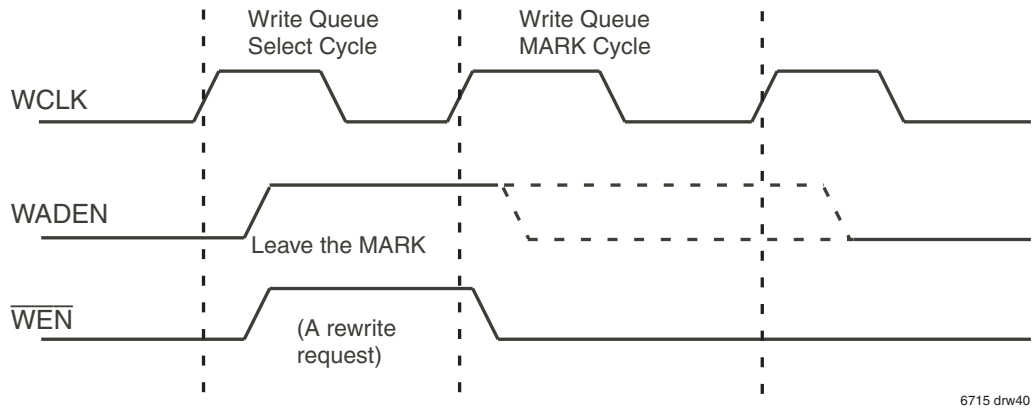 Write Queue
Select Cycle
Write Queue
MARK Cycle
WCLK
WADEN
Leave the MARK
WEN
(A rewrite
request)
6715 drw40